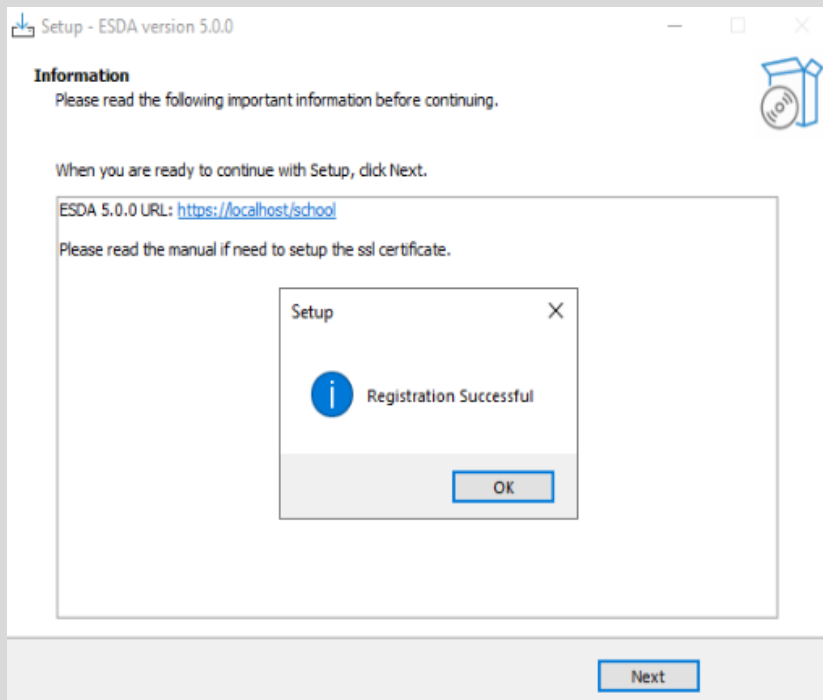 Setup - ESDA version 5.0.0
Information
Please read the following important information before continuing.
When you are ready to continue with Setup, click Next.
ESDA 5.0.0 URL: https://localhost/school
Please read the manual if need to setup the ssl certificate.
Setup
Registration Successful
OK
Next